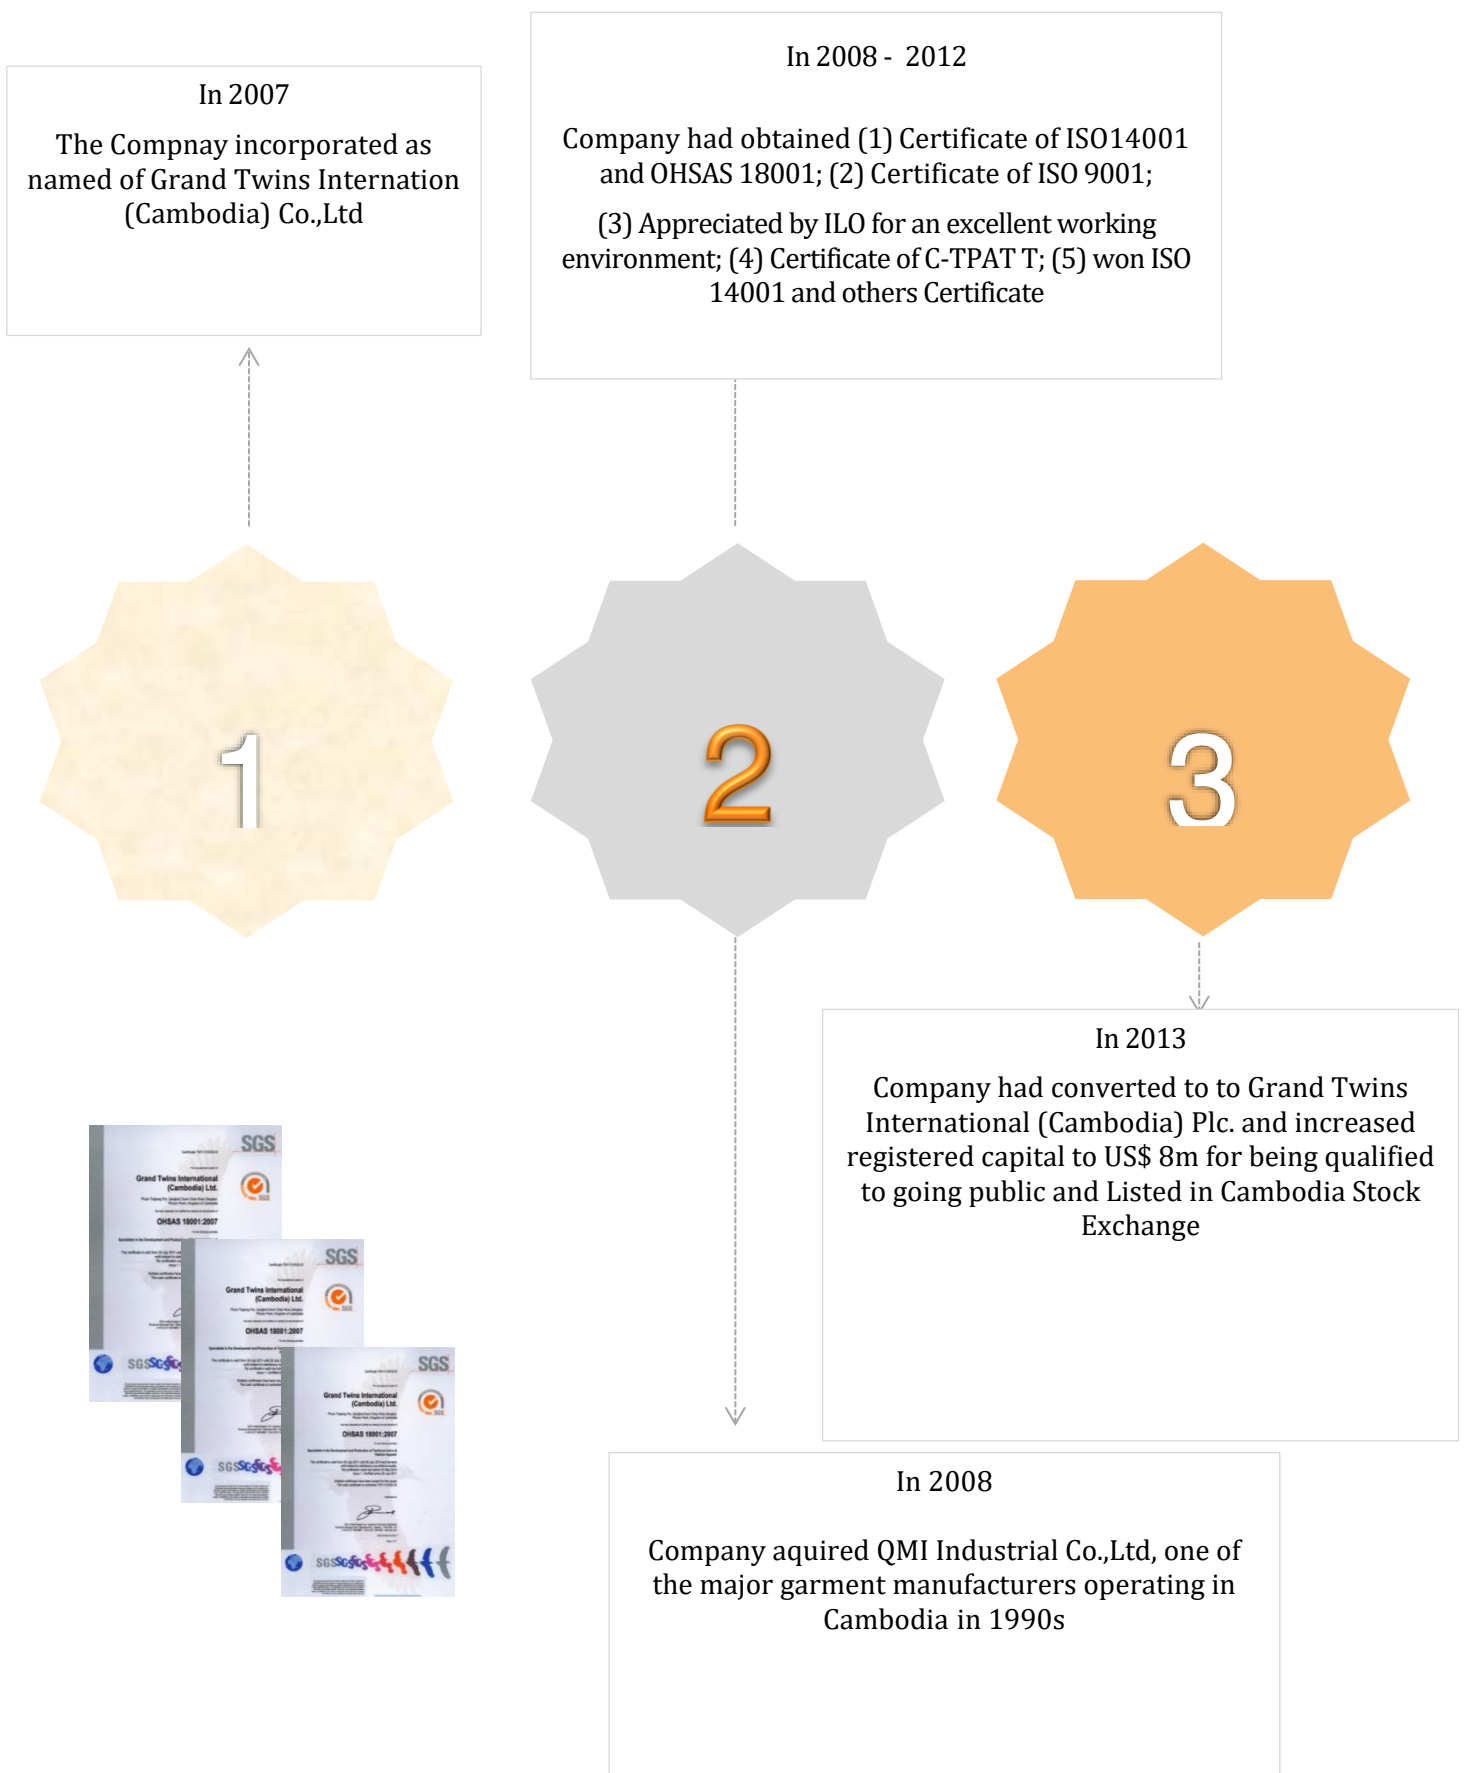 In 2007
The Compnay incorporated as
named of Grand Twins Internation
(Cambodia) Co.,Ltd
In 2008 - 2012
Company had obtained (1) Certificate of ISO14001
and OHSAS 18001; (2) Certificate of ISO 9001;
(3) Appreciated by ILO for an excellent working
environment; (4) Certificate of C-TPAT T; (5) won ISO
14001 and others Certificate
1
2
3
In 2013
Company had converted to to Grand Twins
International (Cambodia) Plc. and increased
registered capital to US$ 8m for being qualified
to going public and Listed in Cambodia Stock
Exchange
SGS
Grand Twins International
(Cambodia) Ltd.
OHSAS 18001:2007
SGS
Grand Twins International
(Cambodia) Ltd.
OHSAS 18001:2007
SGS
Grand Twins International
(Cambodia) Ltd.
OHSAS 18001:2007
In 2008
Company aquired QMI Industrial Co.,Ltd, one of
the major garment manufacturers operating in
Cambodia in 1990s